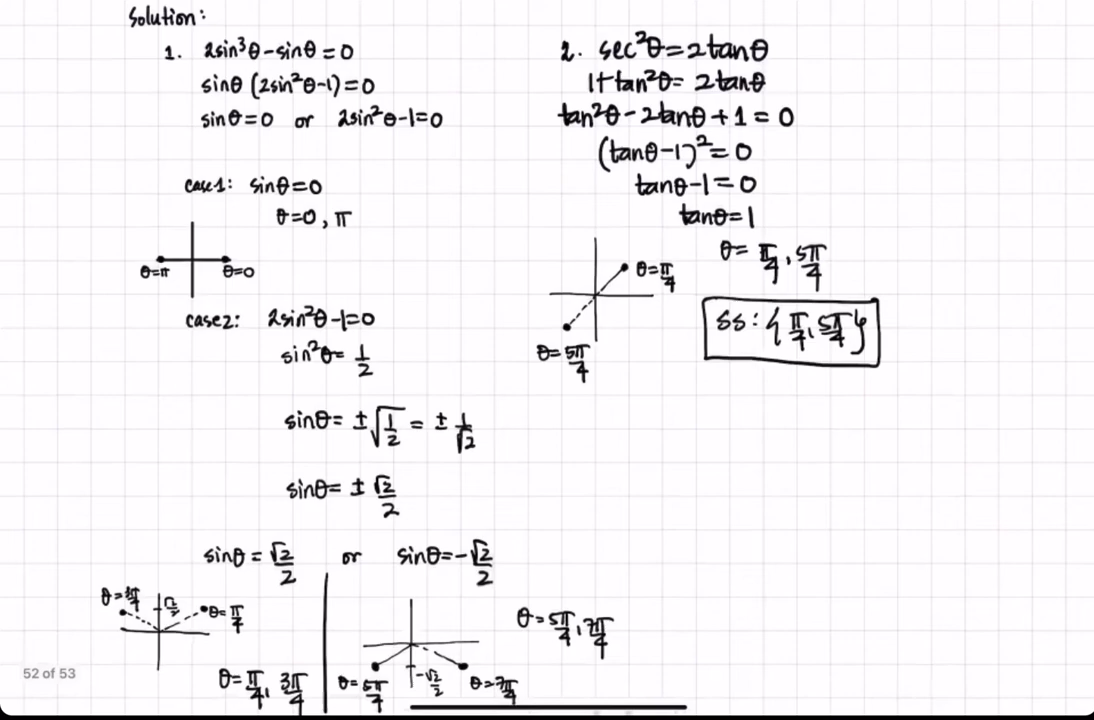 Solution:
1. 2sin³θ-sinθ=0
sinθ(2sin²θ-1)=0
sinθ=0 or 2sin²θ-1=0
case1: sinθ=0
θ=0, π
θ=π θ=0
case2: 2sin²θ-1=0
sin²θ=1/2
sinθ=±√(1/2)=±1/√2
sinθ=±√2/2
sinθ=√2/2 or sinθ=-√2/2
θ=3π/4 √2/2 θ=π/4
θ=π/4, 3π/4
θ=5π/4 -√2/2 θ=7π/4
θ=5π/4, 7π/4
2. sec²θ=2tanθ
1+tan²θ=2tanθ
tan²θ-2tanθ+1=0
(tanθ-1)²=0
tanθ-1=0
tanθ=1
θ=π/4, 5π/4
θ=π/4
θ=5π/4
SS: {π/4, 5π/4}
52 of 53